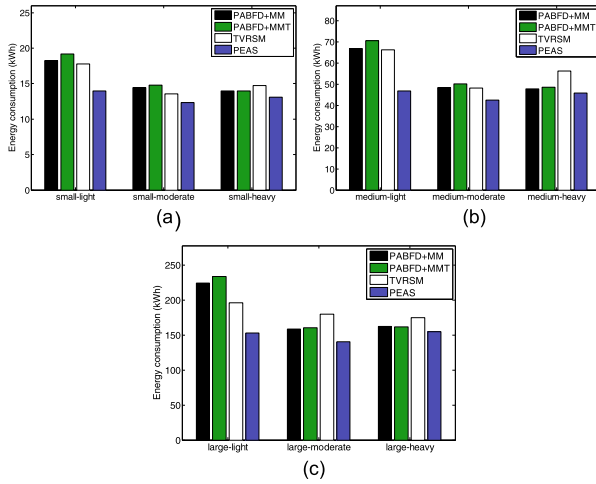 25
20
15
10
5
0
Energy consumption (kWh)
PABFD+MM
PABFD+MMT
TVRSM
PEAS
small-light
small-moderate
small-heavy
(a)
80
70
60
50
40
30
20
10
0
Energy consumption (kWh)
PABFD+MM
PABFD+MMT
TVRSM
PEAS
medium-light
medium-moderate
medium-heavy
(b)
250
200
150
100
50
0
Energy consumption (kWh)
PABFD+MM
PABFD+MMT
TVRSM
PEAS
large-light
large-moderate
large-heavy
(c)